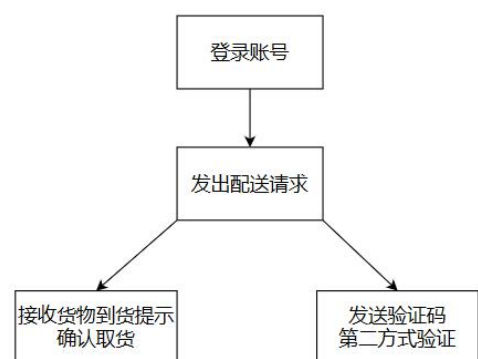 登录账号
发出配送请求
接收货物到货提示
确认取货
发送验证码
第二方式验证